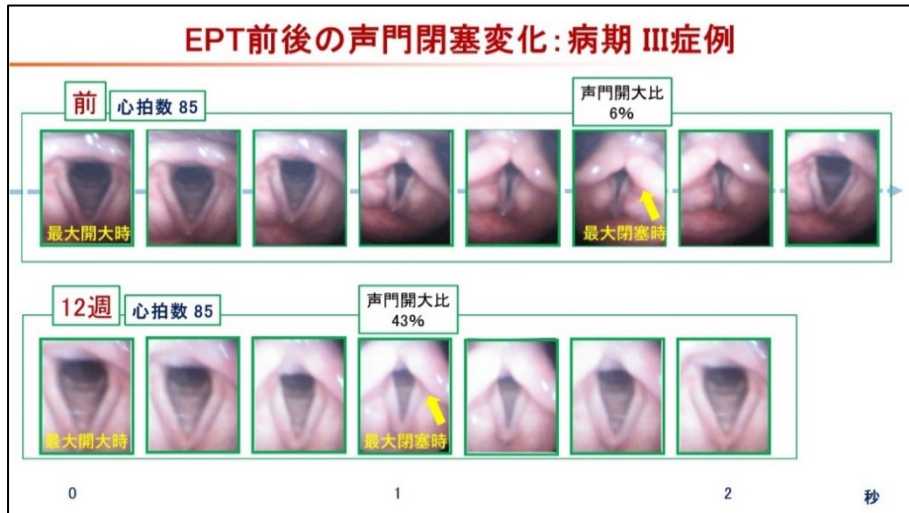 EPT前後の声門閉塞変化：病期 III症例
前
心拍数 85
声門開大比
6%
最大開大時
最大閉塞時
12週
心拍数 85
声門開大比
43%
最大開大時
最大閉塞時
0 1 2 秒